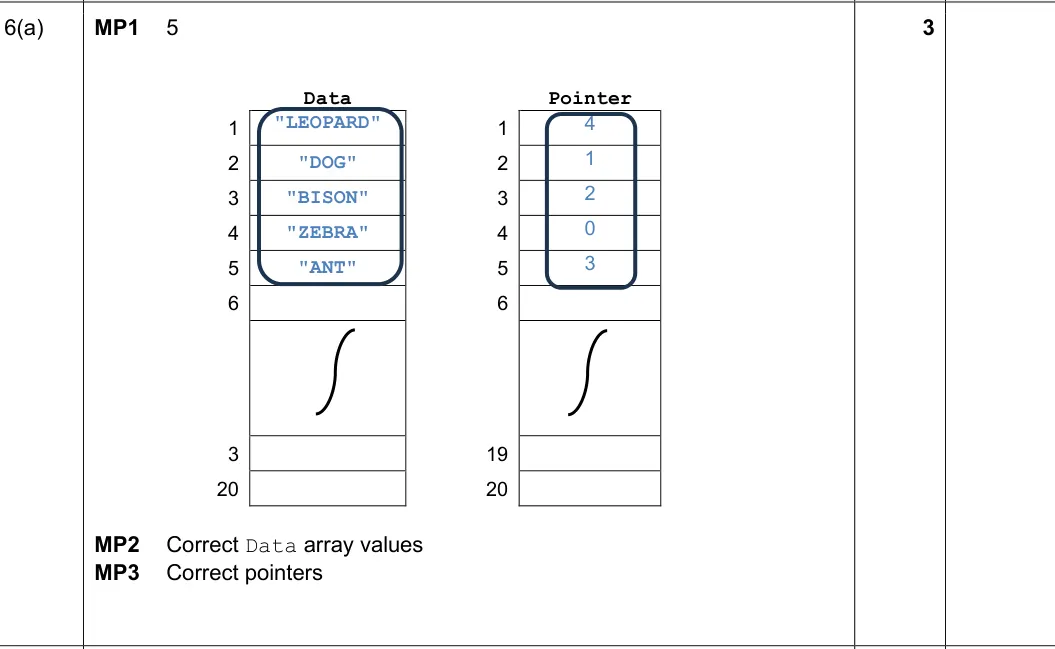 6(a) MP1 5 3
Data Pointer
1 "LEOPARD" 1 4
2 "DOG" 2 1
3 "BISON" 3 2
4 "ZEBRA" 4 0
5 "ANT" 5 3
6 6
3 19
20 20
MP2 Correct Data array values
MP3 Correct pointers